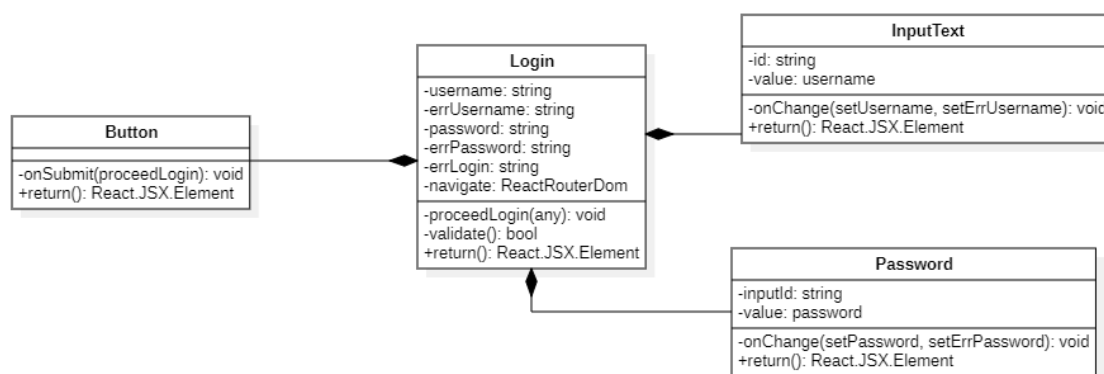 Button
-onSubmit(proceedLogin): void
+return(): React.JSX.Element
Login
-username: string
-errUsername: string
-password: string
-errPassword: string
-errLogin: string
-navigate: ReactRouterDom
-proceedLogin(any): void
-validate(): bool
+return(): React.JSX.Element
InputText
-id: string
-value: username
-onChange(setUsername, setErrUsername): void
+return(): React.JSX.Element
Password
-inputId: string
-value: password
-onChange(setPassword, setErrPassword): void
+return(): React.JSX.Element